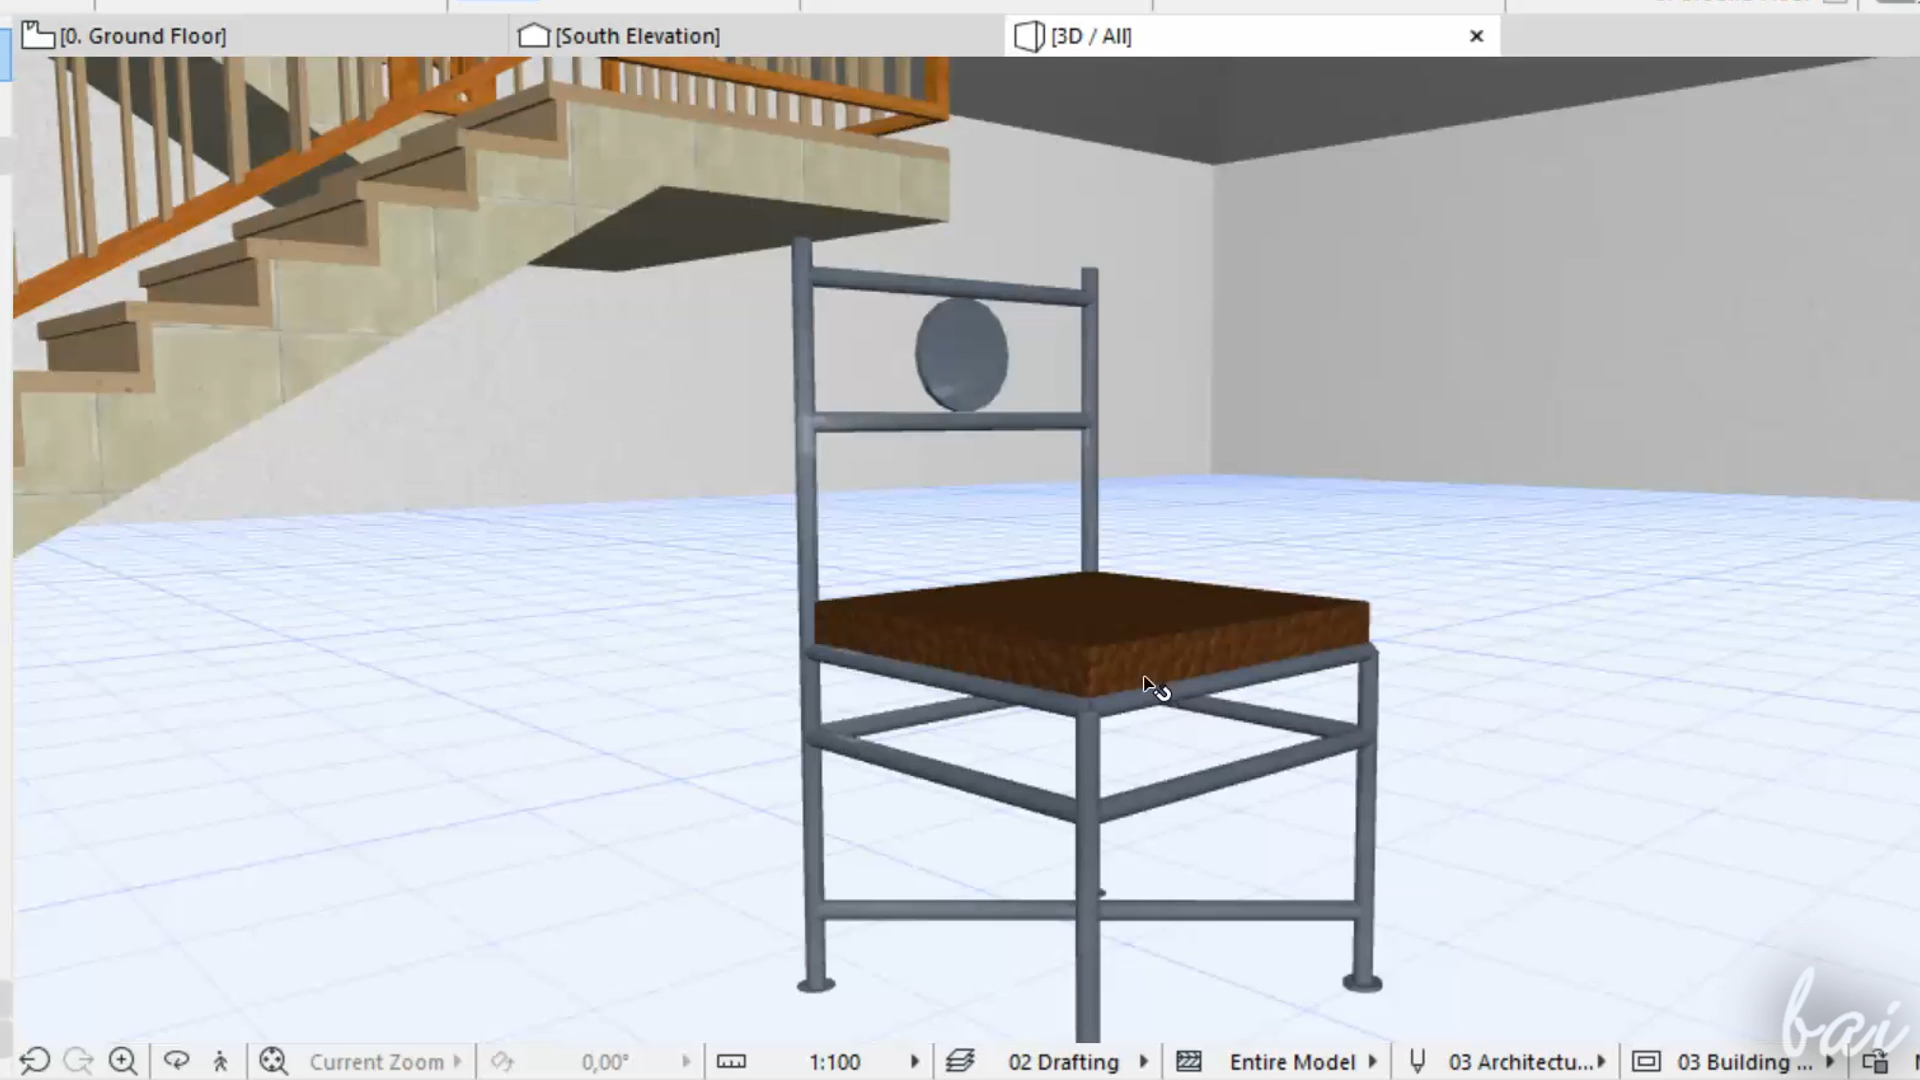 [0. Ground Floor]
[South Elevation]
[3D / All]
Current Zoom
0,00°
1:100
02 Drafting
Entire Model
03 Architectu...
03 Building ...
bai